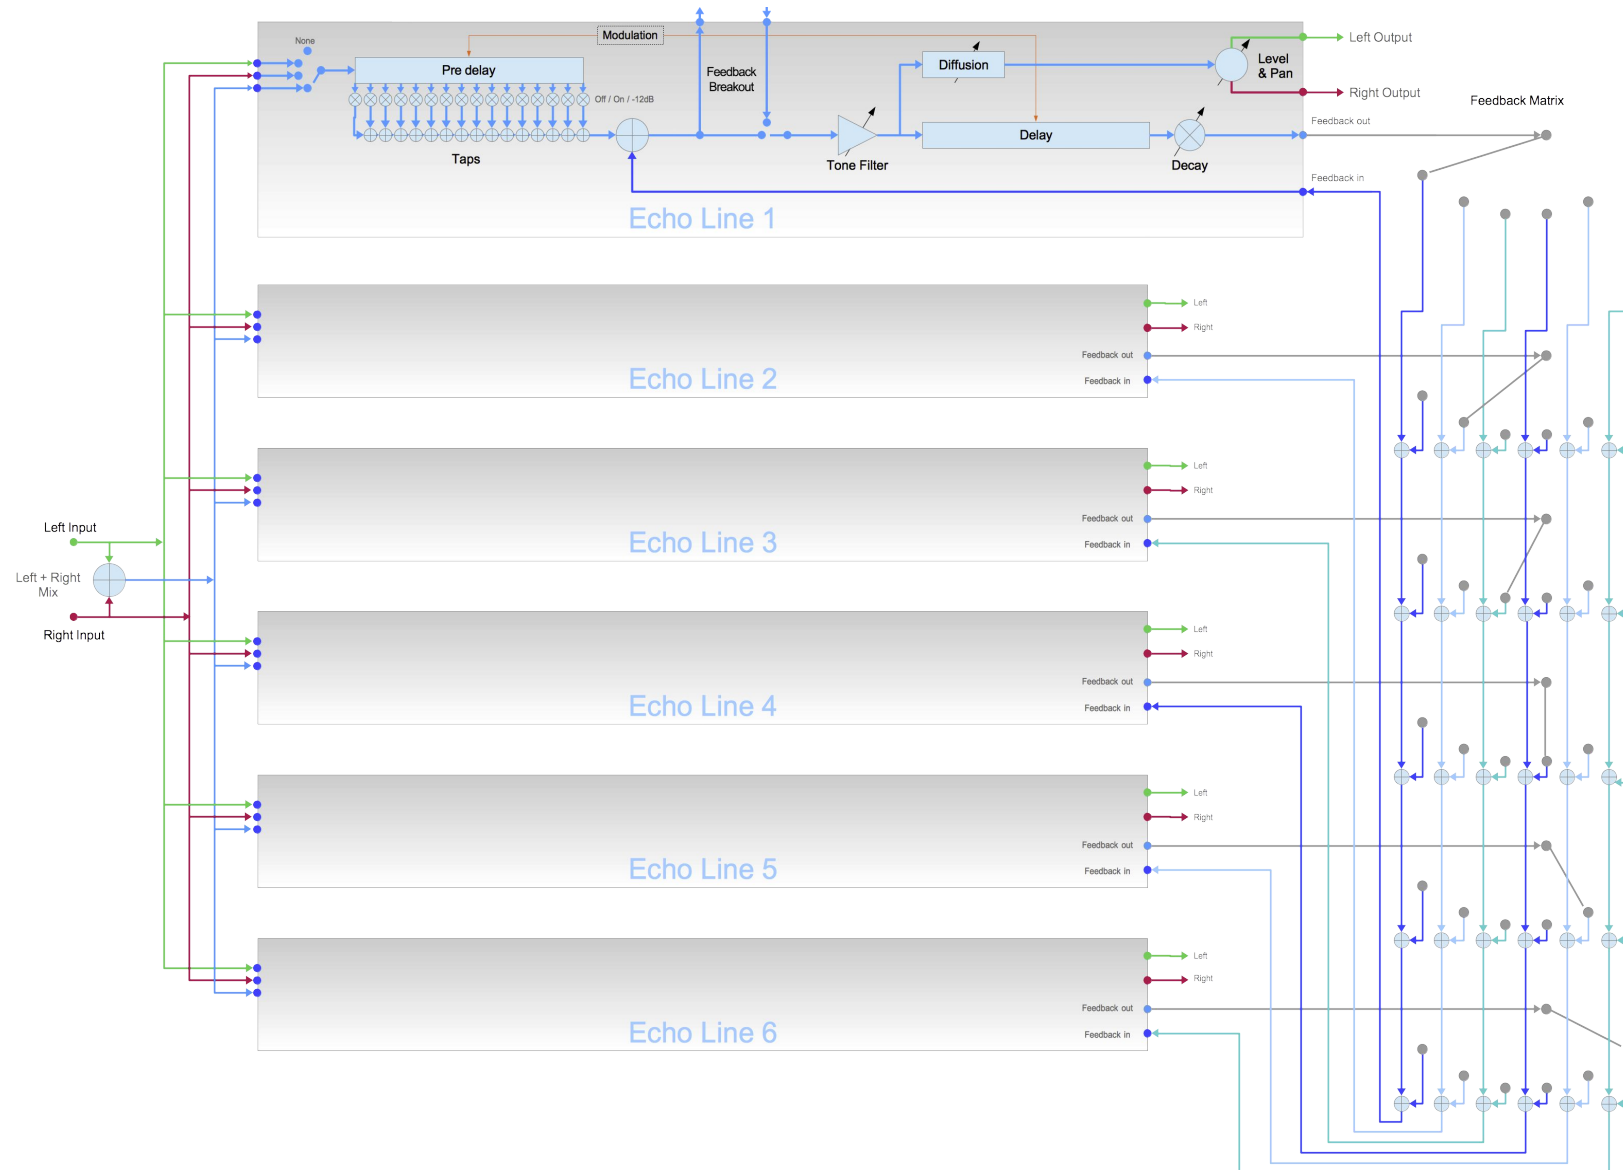 None
Modulation
Pre delay
Off / On / -12dB
Taps
Feedback
Breakout
Diffusion
Tone Filter
Delay
Decay
Level
& Pan
Left Output
Right Output
Feedback Matrix
Feedback out
Feedback in
Echo Line 1
Left
Right
Feedback out
Feedback in
Echo Line 2
Left
Right
Feedback out
Feedback in
Echo Line 3
Left Input
Left + Right
Mix
Right Input
Left
Right
Feedback out
Feedback in
Echo Line 4
Left
Right
Feedback out
Feedback in
Echo Line 5
Left
Right
Feedback out
Feedback in
Echo Line 6